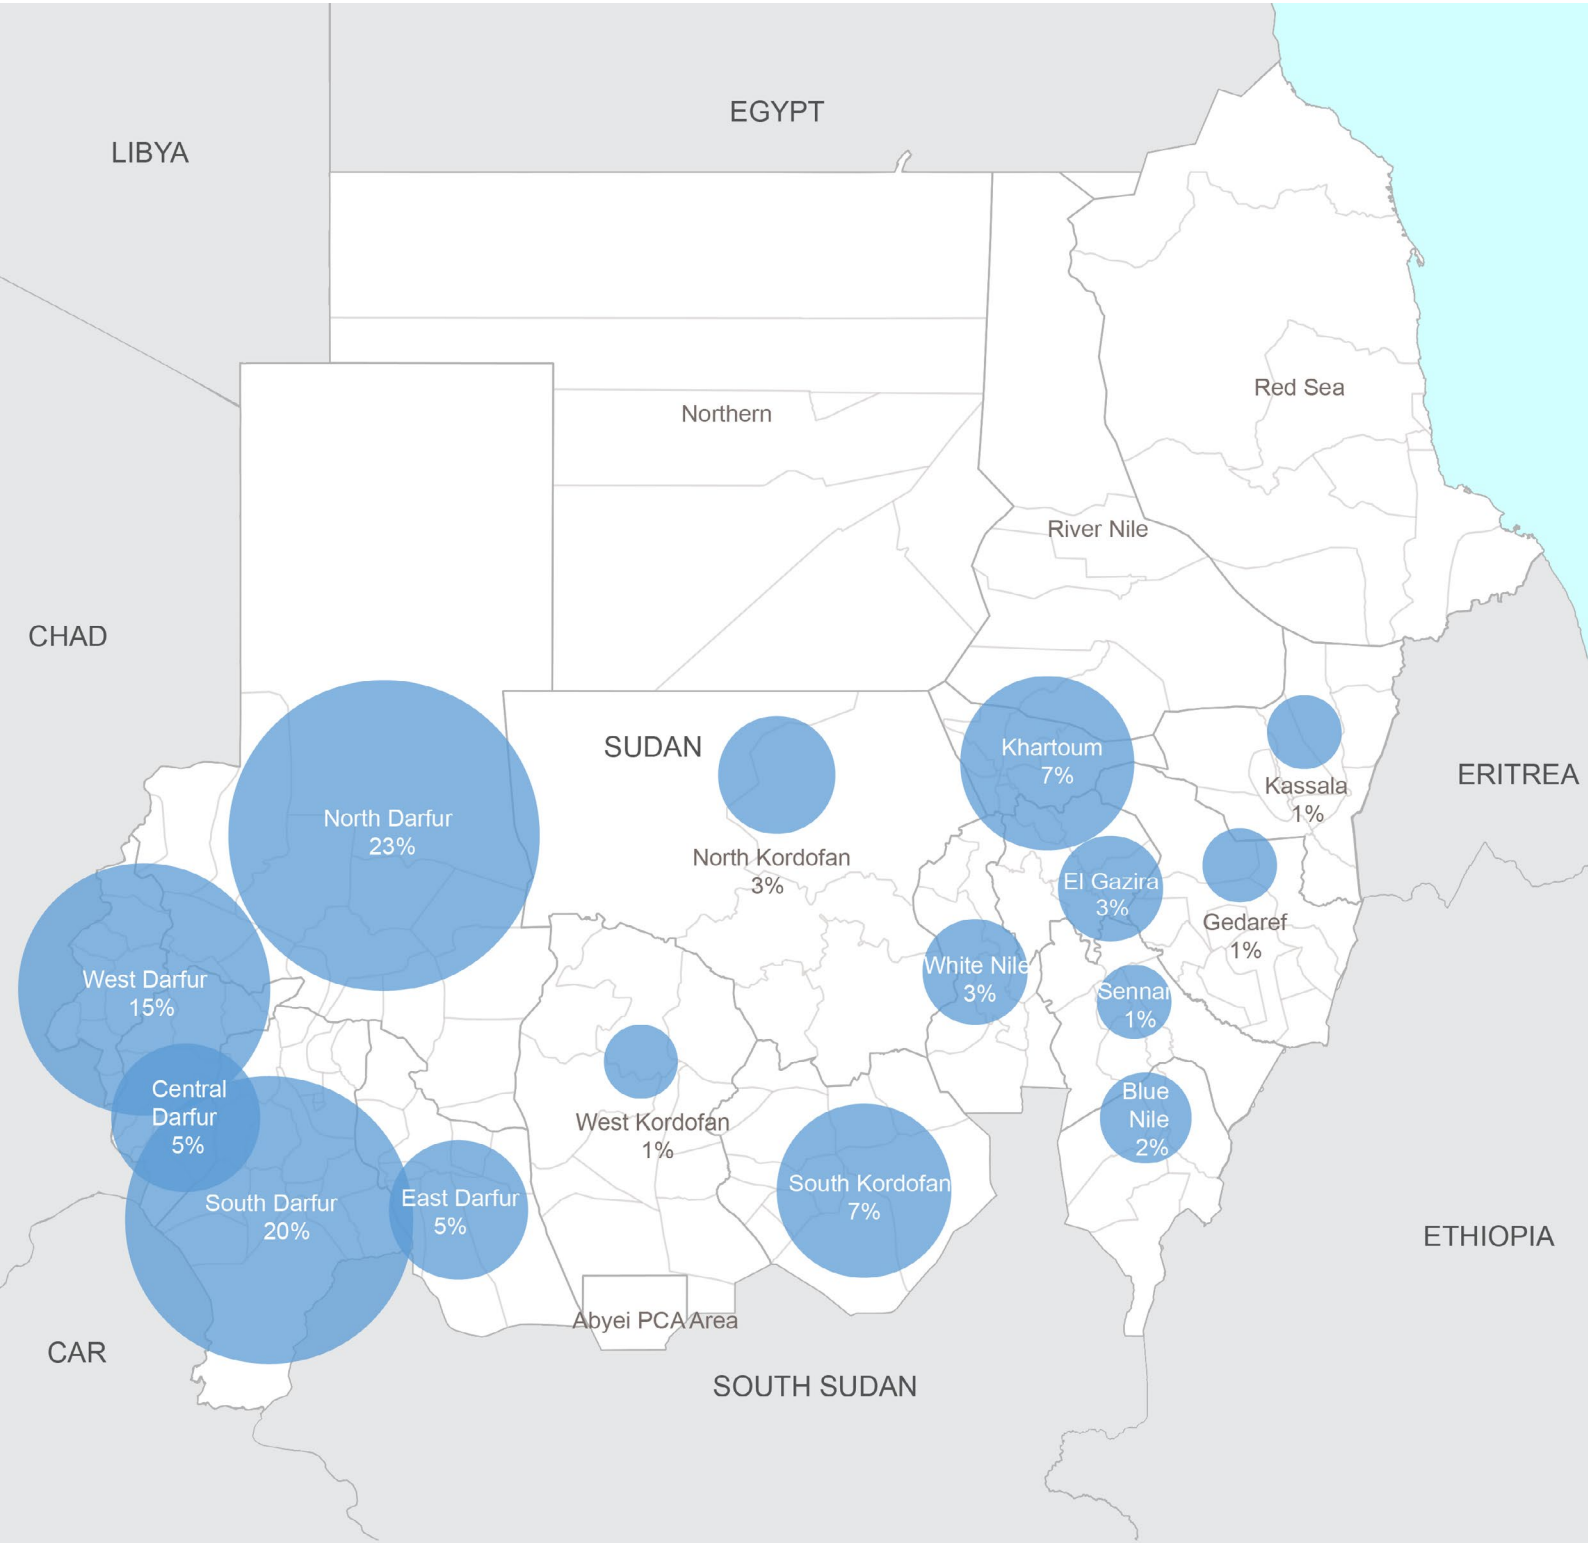 EGYPT
LIBYA
Red Sea
Northern
River Nile
CHAD
SUDAN
Khartoum
7%
ERITREA
Kassala
1%
North Darfur
23%
North Kordofan
3%
El Gazira
3%
Gedaref
1%
White Nile
3%
West Darfur
15%
Sennar
1%
Central
Darfur
5%
Blue
Nile
2%
West Kordofan
1%
South Kordofan
7%
East Darfur
5%
South Darfur
20%
ETHIOPIA
Abyei PCA Area
CAR
SOUTH SUDAN